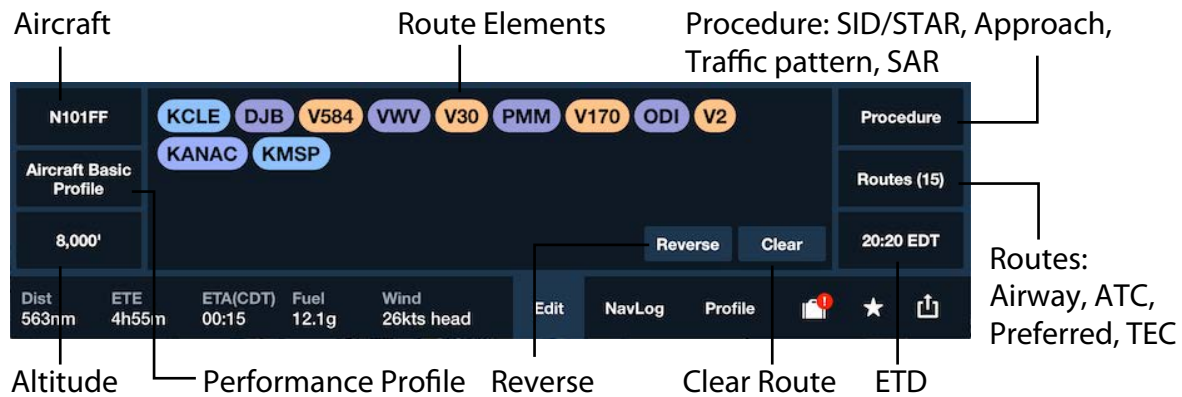 Aircraft
Route Elements
Procedure: SID/STAR, Approach,
Traffic pattern, SAR
N101FF
KCLE DJB V584 VWV V30 PMM V170 ODI V2
Procedure
KANAC KMSP
Aircraft Basic
Profile
Routes (15)
8,000'
Reverse Clear
20:20 EDT
Routes:
Airway, ATC,
Preferred, TEC
Dist ETE ETA(CDT) Fuel Wind
563nm 4h55m 00:15 12.1g 26kts head
Edit NavLog Profile !
Altitude Performance Profile Reverse Clear Route ETD